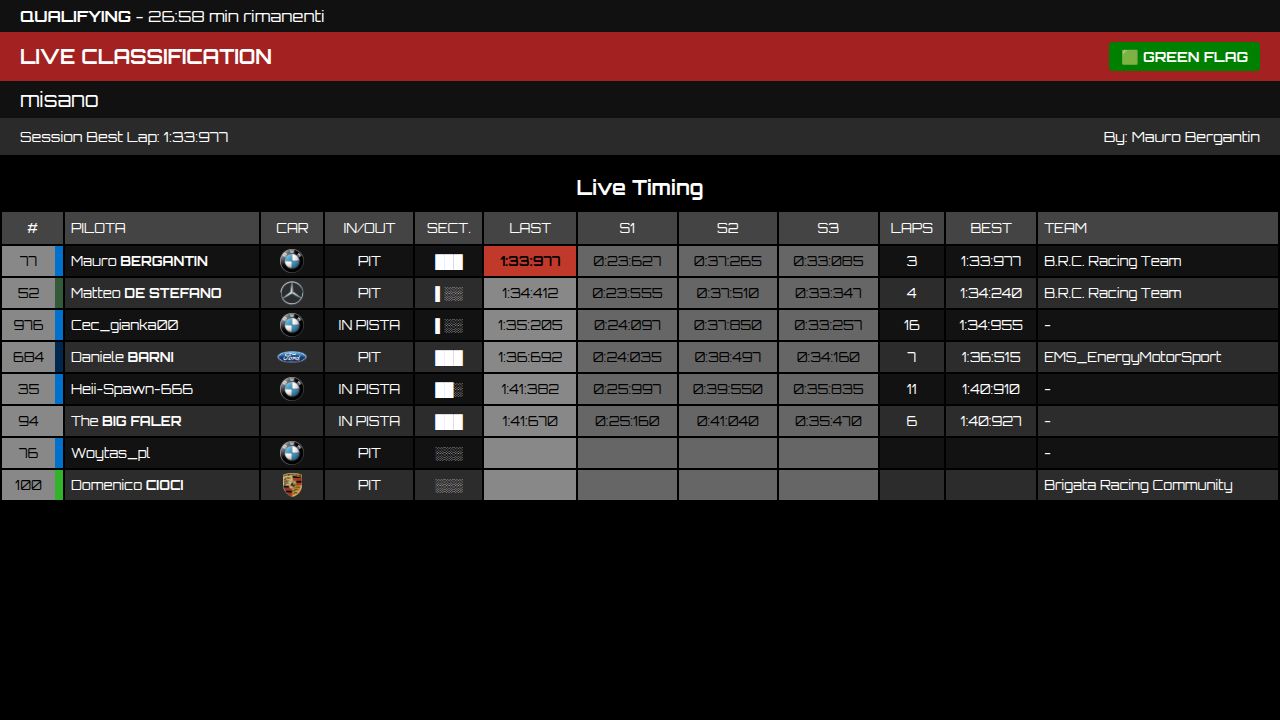 QUALIFYING - 26:58 min rimanenti
LIVE CLASSIFICATION
GREEN FLAG
misano
Session Best Lap: 1:33:977
By: Mauro Bergantin
Live Timing
# PILOTA CAR IN/OUT SECT. LAST S1 S2 S3 LAPS BEST TEAM
77 Mauro BERGANTIN PIT 1:33:977 0:23:627 0:37:265 0:33:085 3 1:33:977 B.R.C. Racing Team
52 Matteo DE STEFANO PIT 1:34:412 0:23:555 0:37:510 0:33:347 4 1:34:240 B.R.C. Racing Team
976 Cec_gianka00 IN PISTA 1:35:205 0:24:097 0:37:850 0:33:257 16 1:34:955 -
684 Daniele BARNI Ford PIT 1:36:692 0:24:035 0:38:497 0:34:160 7 1:36:515 EMS_EnergyMotorSport
35 Heii-Spawn-666 IN PISTA 1:41:382 0:25:997 0:39:550 0:35:835 11 1:40:910 -
94 The BIG FALER IN PISTA 1:41:670 0:25:160 0:41:040 0:35:470 6 1:40:927 -
76 Woytas_pl PIT -
100 Domenico CIOCI PIT Brigata Racing Community